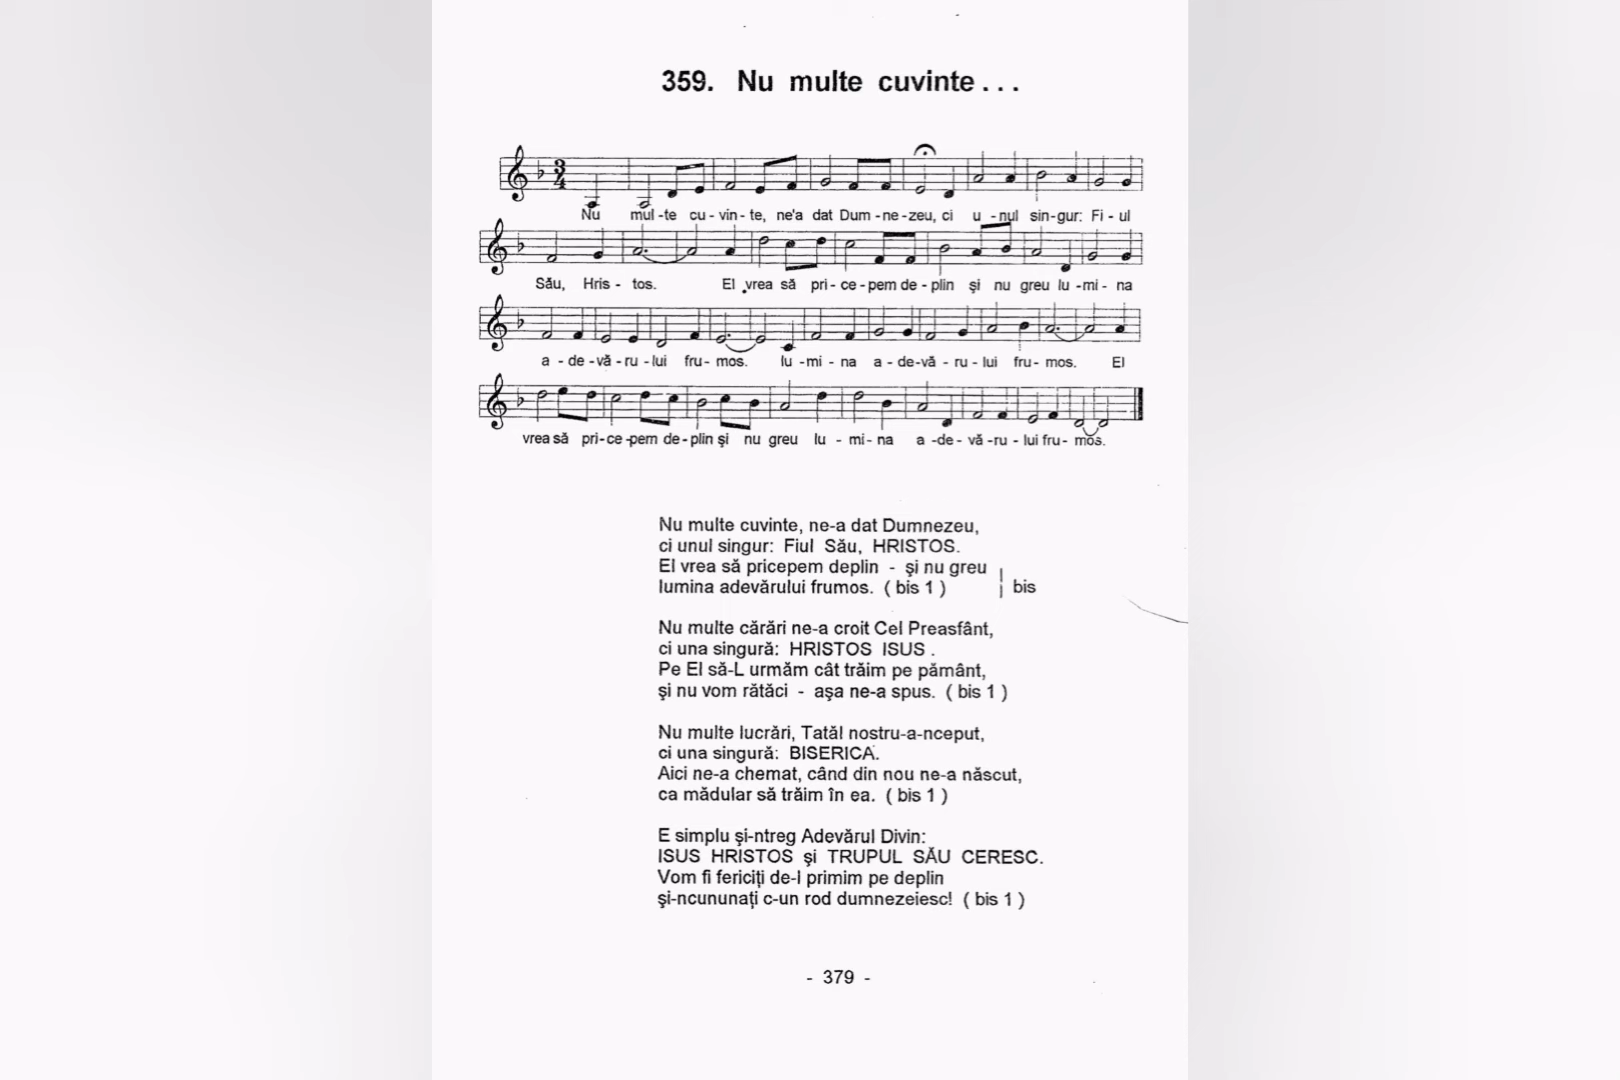 359. Nu multe cuvinte . . .
Nu mul - te cu - vin - te, ne'a dat Dum - ne - zeu, ci u - nul sin - gur: Fi - ul
Său, Hris - tos. El vrea să pri - ce - pem de - plin și nu greu lu - mi - na
a - de - vă - ru - lui fru - mos. lu - mi - na a - de - vă - ru - lui fru - mos. El
vrea să pri - ce - pem de - plin și nu greu lu - mi - na a - de - vă - ru - lui fru - mos.
Nu multe cuvinte, ne-a dat Dumnezeu,
ci unul singur: Fiul Său, HRISTOS.
El vrea să pricepem deplin - și nu greu
lumina adevărului frumos. ( bis 1 ) bis
Nu multe cărări ne-a croit Cel Preasfânt,
ci una singură: HRISTOS ISUS .
Pe El să-L urmăm cât trăim pe pământ,
și nu vom rătăci - așa ne-a spus. ( bis 1 )
Nu multe lucrări, Tatăl nostru-a-nceput,
ci una singură: BISERICA.
Aici ne-a chemat, când din nou ne-a născut,
ca mădular să trăim în ea. ( bis 1 )
E simplu și-ntreg Adevărul Divin:
ISUS HRISTOS și TRUPUL SĂU CERESC.
Vom fi fericiți de-l primim pe deplin
și-ncununați c-un rod dumnezeiesc! ( bis 1 )
- 379 -